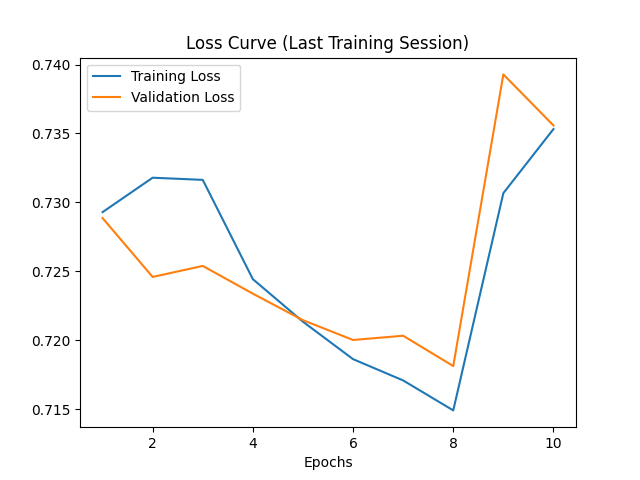 Loss Curve (Last Training Session)
Training Loss
Validation Loss
0.740
0.735
0.730
0.725
0.720
0.715
2 4 6 8 10
Epochs